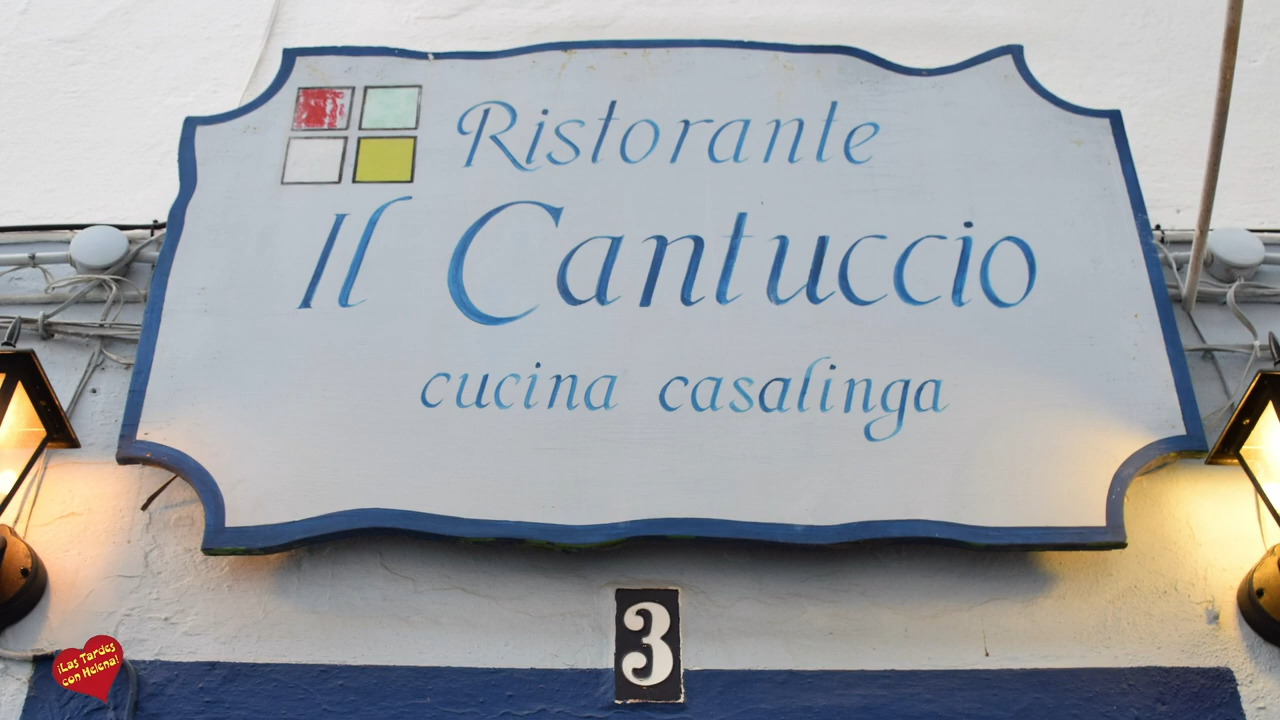 Ristorante
Il Cantuccio
cucina casalinga
3
¡Las Tardes
con Helena!